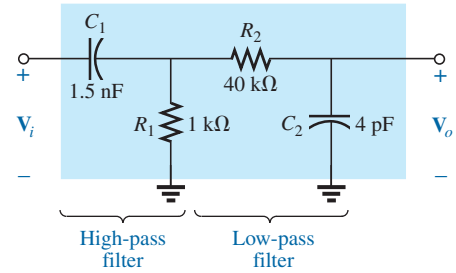 C1
R2
1.5 nF
40 kΩ
+
+
Vi
R1
1 kΩ
C2
4 pF
Vo
−
−
High-pass
filter
Low-pass
filter